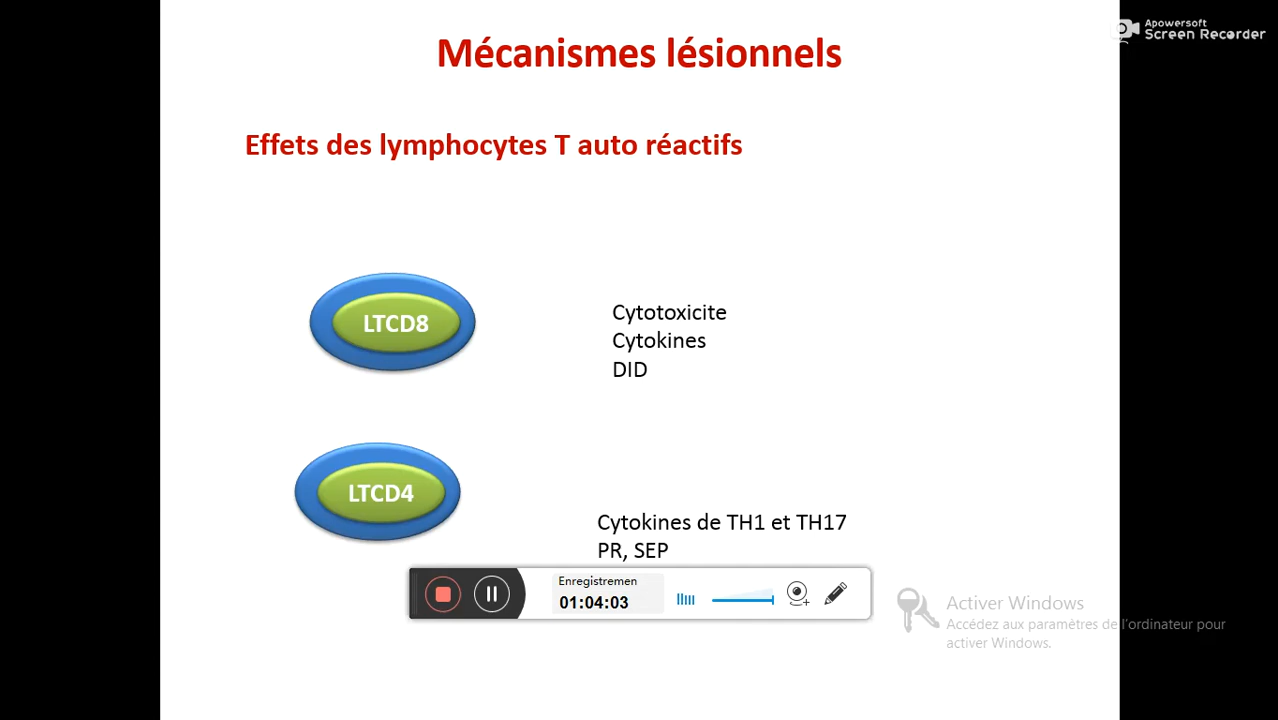 Apowersoft
Screen Recorder
Mécanismes lésionnels
Effets des lymphocytes T auto réactifs
LTCD8
Cytotoxicite
Cytokines
DID
LTCD4
Cytokines de TH1 et TH17
PR, SEP
Enregistremen
01:04:03
Activer Windows
Accédez aux paramètres de l'ordinateur pour
activer Windows.